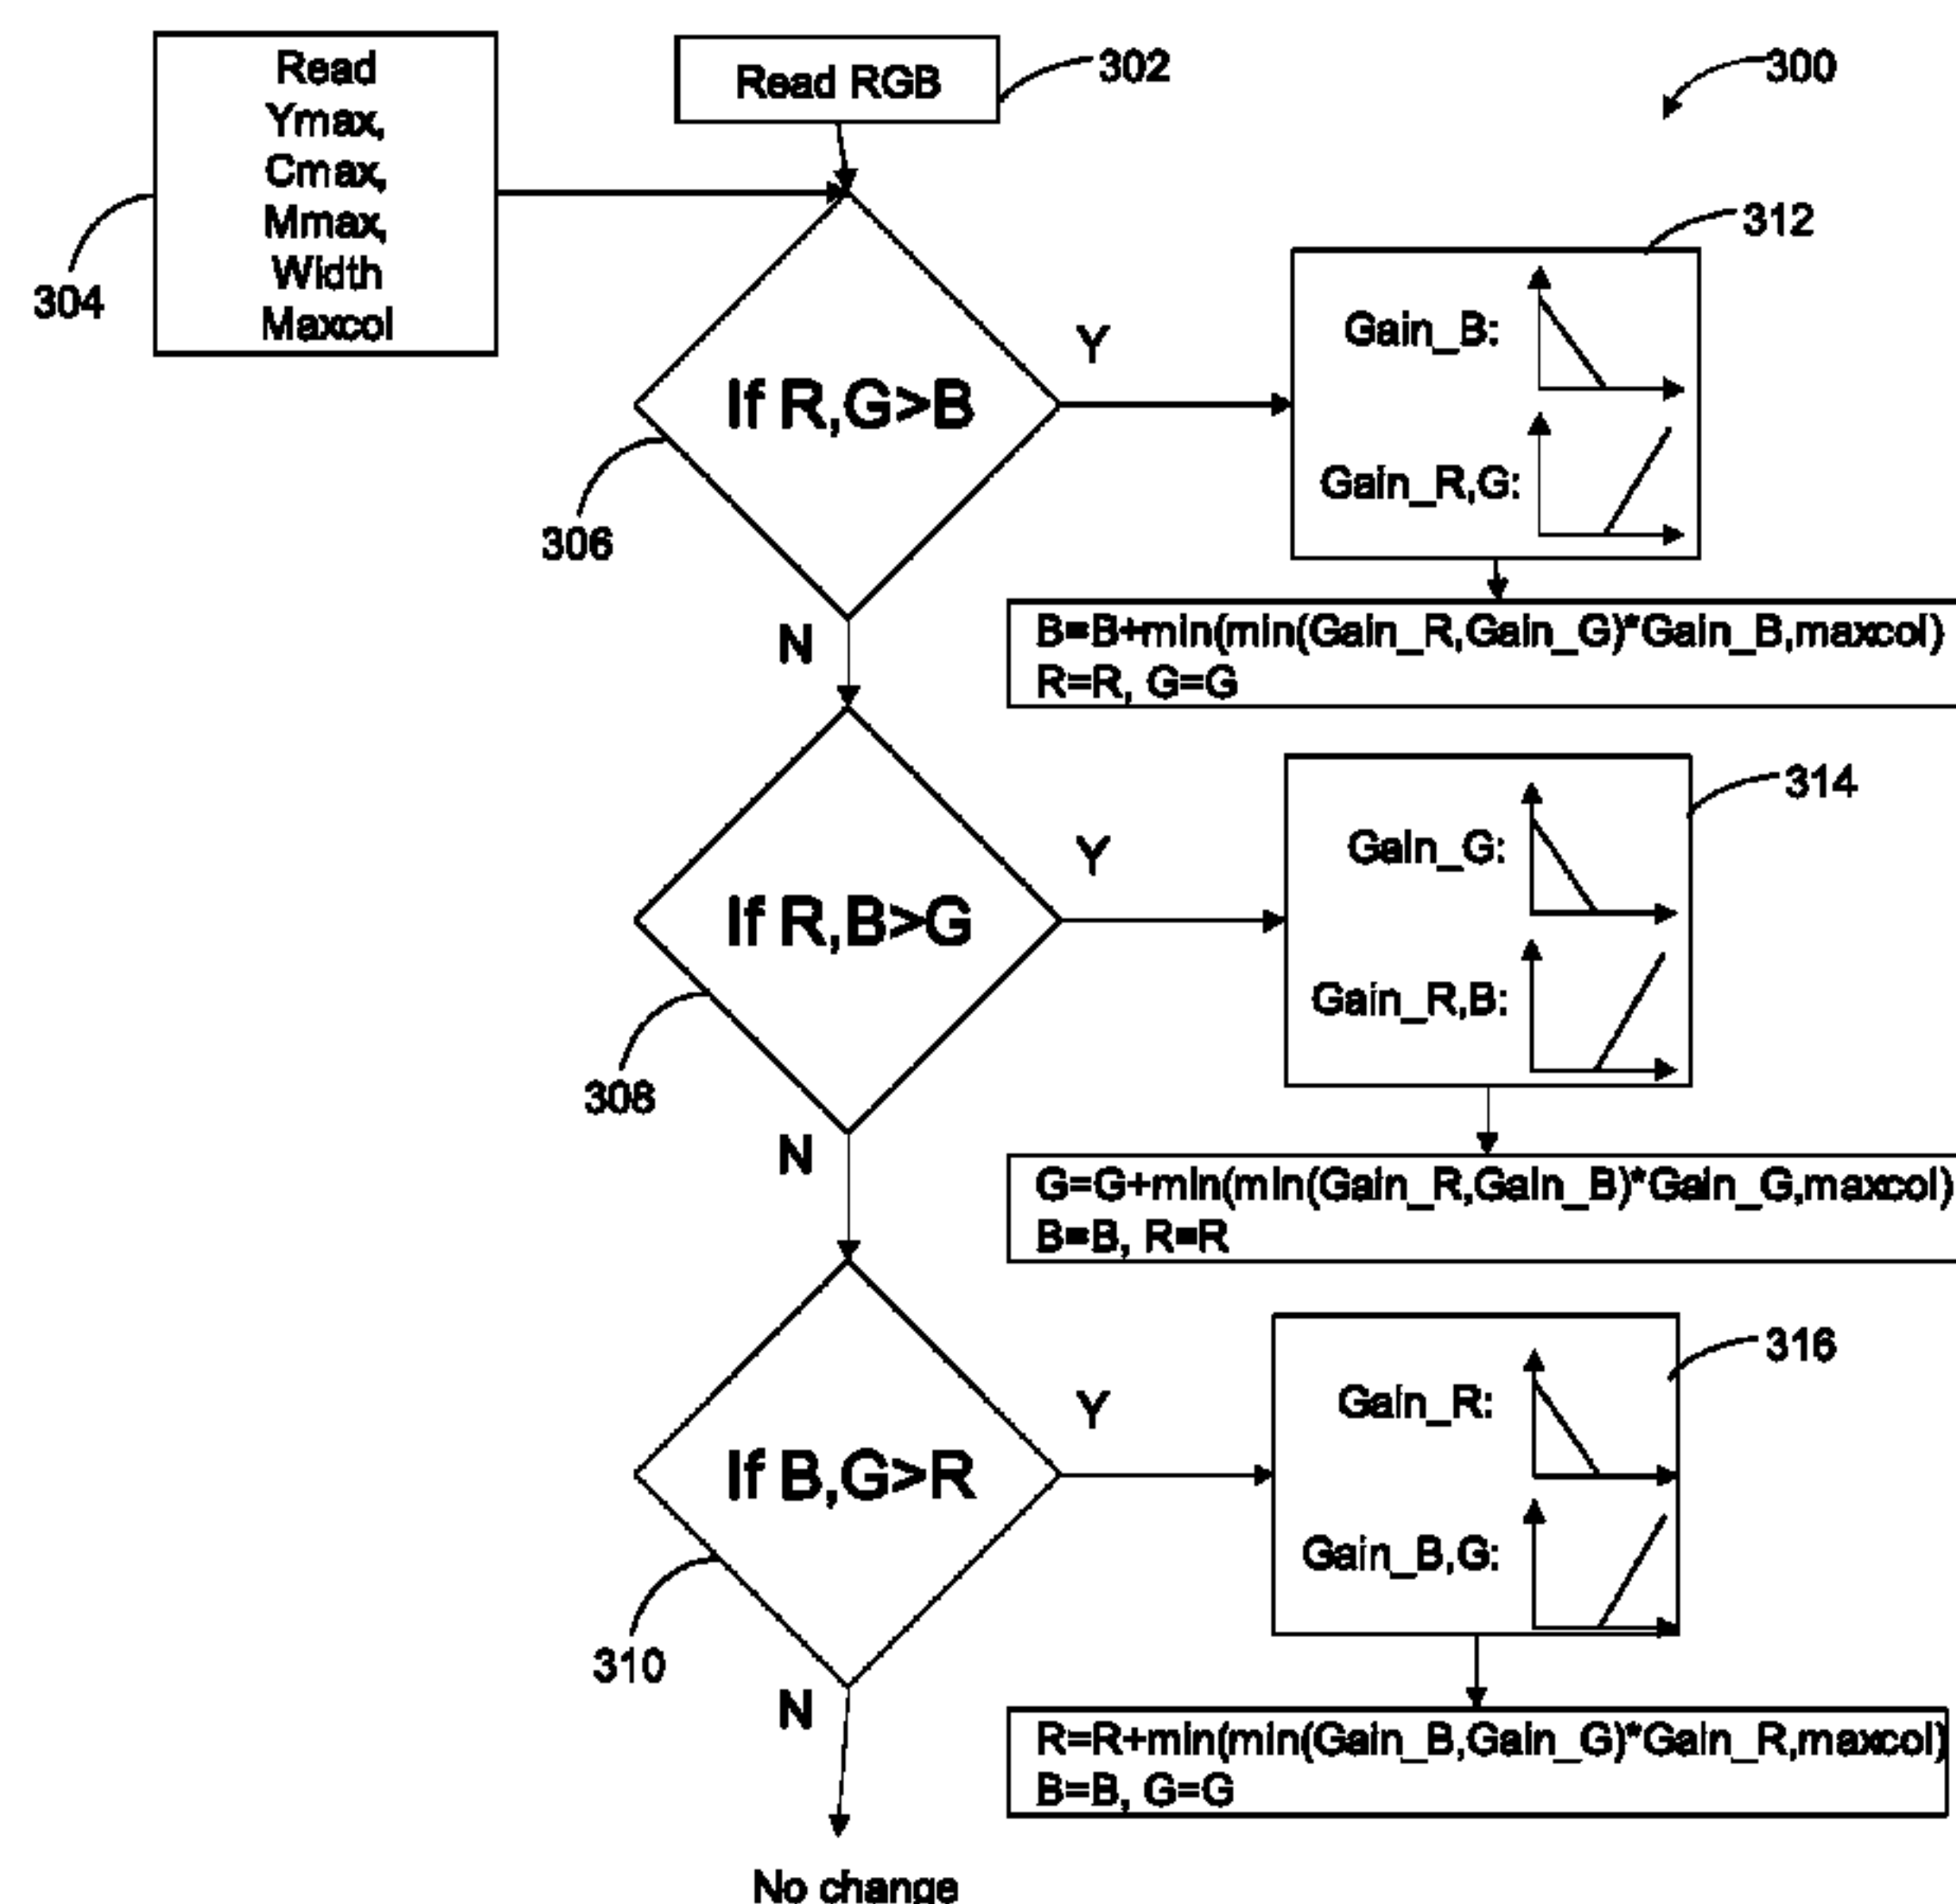 Read
Ymax,
Cmax,
Mmax,
Width
Maxcol
304
Read RGB
302
300
If R,G>B
306
Y
N
312
Gain_B:
Gain_R,G:
B=B+min(min(Gain_R,Gain_G)*Gain_B,maxcol)
R=R, G=G
If R,B>G
308
Y
N
314
Gain_G:
Gain_R,B:
G=G+min(min(Gain_R,Gain_B)*Gain_G,maxcol)
B=B, R=R
If B,G>R
310
Y
N
316
Gain_R:
Gain_B,G:
R=R+min(min(Gain_B,Gain_G)*Gain_R,maxcol)
B=B, G=G
No change